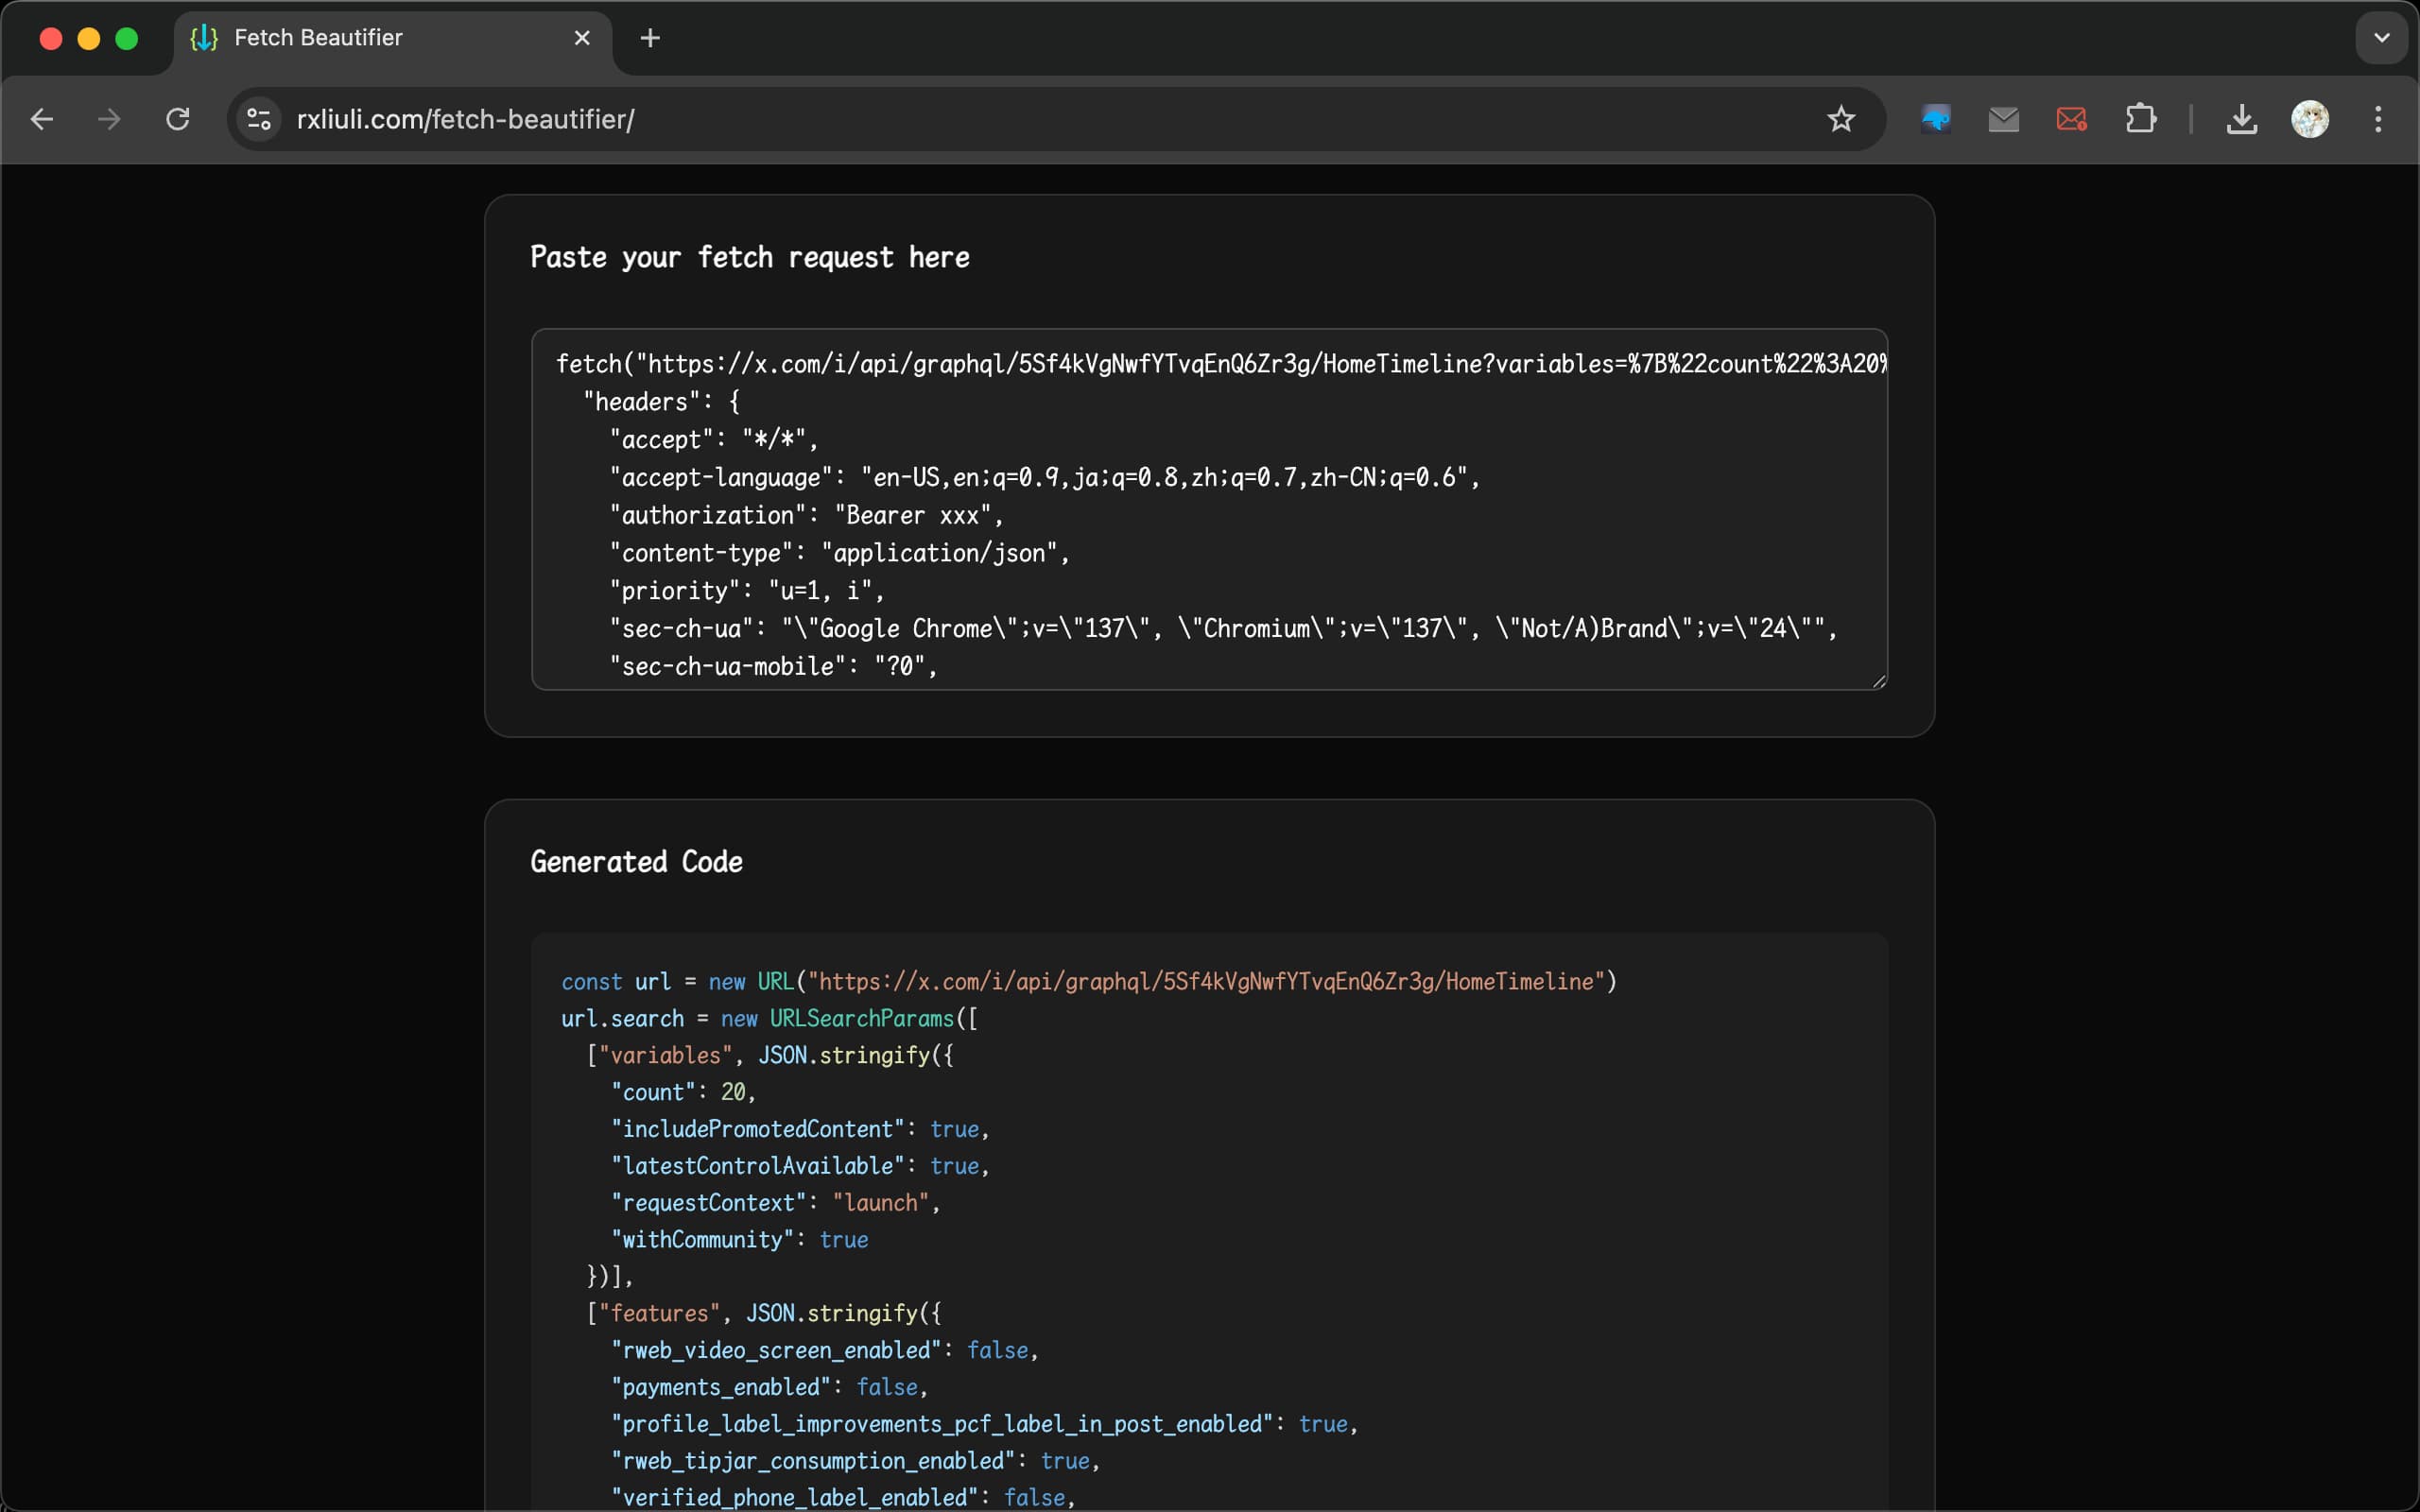 Fetch Beautifier
rxliuli.com/fetch-beautifier/
Paste your fetch request here
fetch("https://x.com/i/api/graphql/5Sf4kVgNwfYTvqEnQ6Zr3g/HomeTimeline?variables=%7B%22count%22%3A20%
  "headers": {
    "accept": "*/*",
    "accept-language": "en-US,en;q=0.9,ja;q=0.8,zh;q=0.7,zh-CN;q=0.6",
    "authorization": "Bearer xxx",
    "content-type": "application/json",
    "priority": "u=1, i",
    "sec-ch-ua": "\"Google Chrome\";v=\"137\", \"Chromium\";v=\"137\", \"Not/A)Brand\";v=\"24\"",
    "sec-ch-ua-mobile": "?0",
Generated Code
const url = new URL("https://x.com/i/api/graphql/5Sf4kVgNwfYTvqEnQ6Zr3g/HomeTimeline")
url.search = new URLSearchParams([
  ["variables", JSON.stringify({
    "count": 20,
    "includePromotedContent": true,
    "latestControlAvailable": true,
    "requestContext": "launch",
    "withCommunity": true
  })],
  ["features", JSON.stringify({
    "rweb_video_screen_enabled": false,
    "payments_enabled": false,
    "profile_label_improvements_pcf_label_in_post_enabled": true,
    "rweb_tipjar_consumption_enabled": true,
    "verified_phone_label_enabled": false,